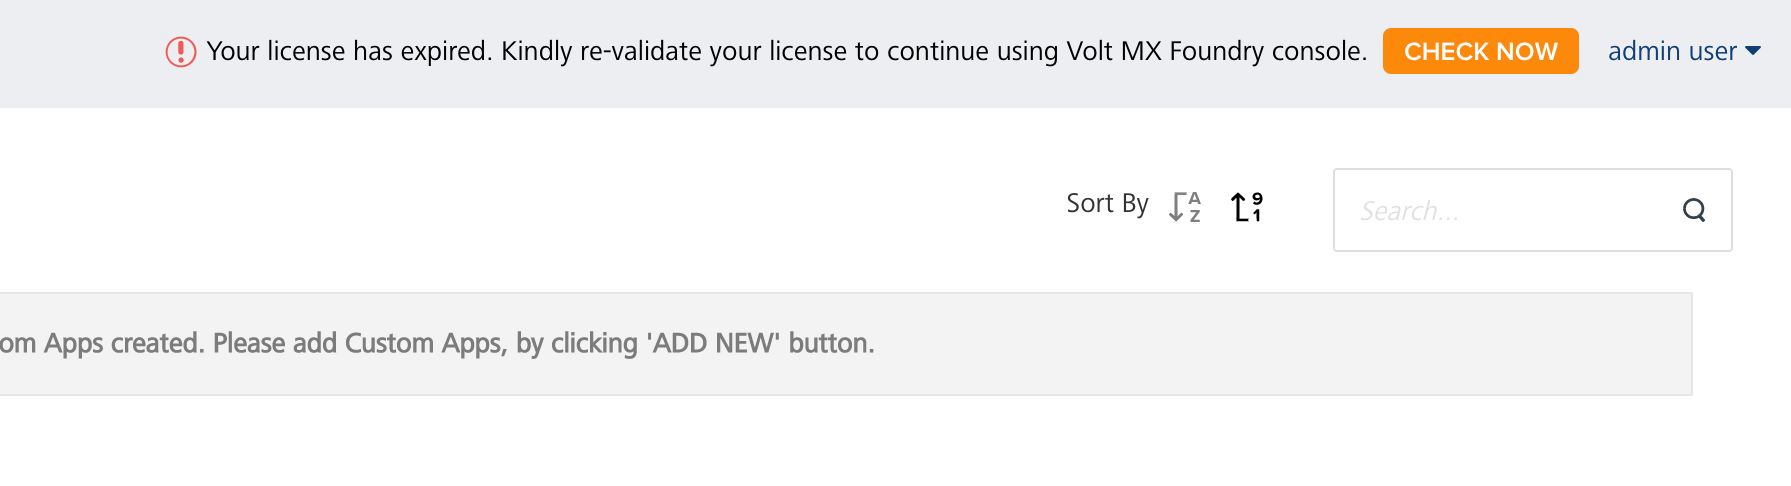 Your license has expired. Kindly re-validate your license to continue using Volt MX Foundry console. CHECK NOW admin user
Sort By A Z 9 1 Search...
om Apps created. Please add Custom Apps, by clicking 'ADD NEW' button.